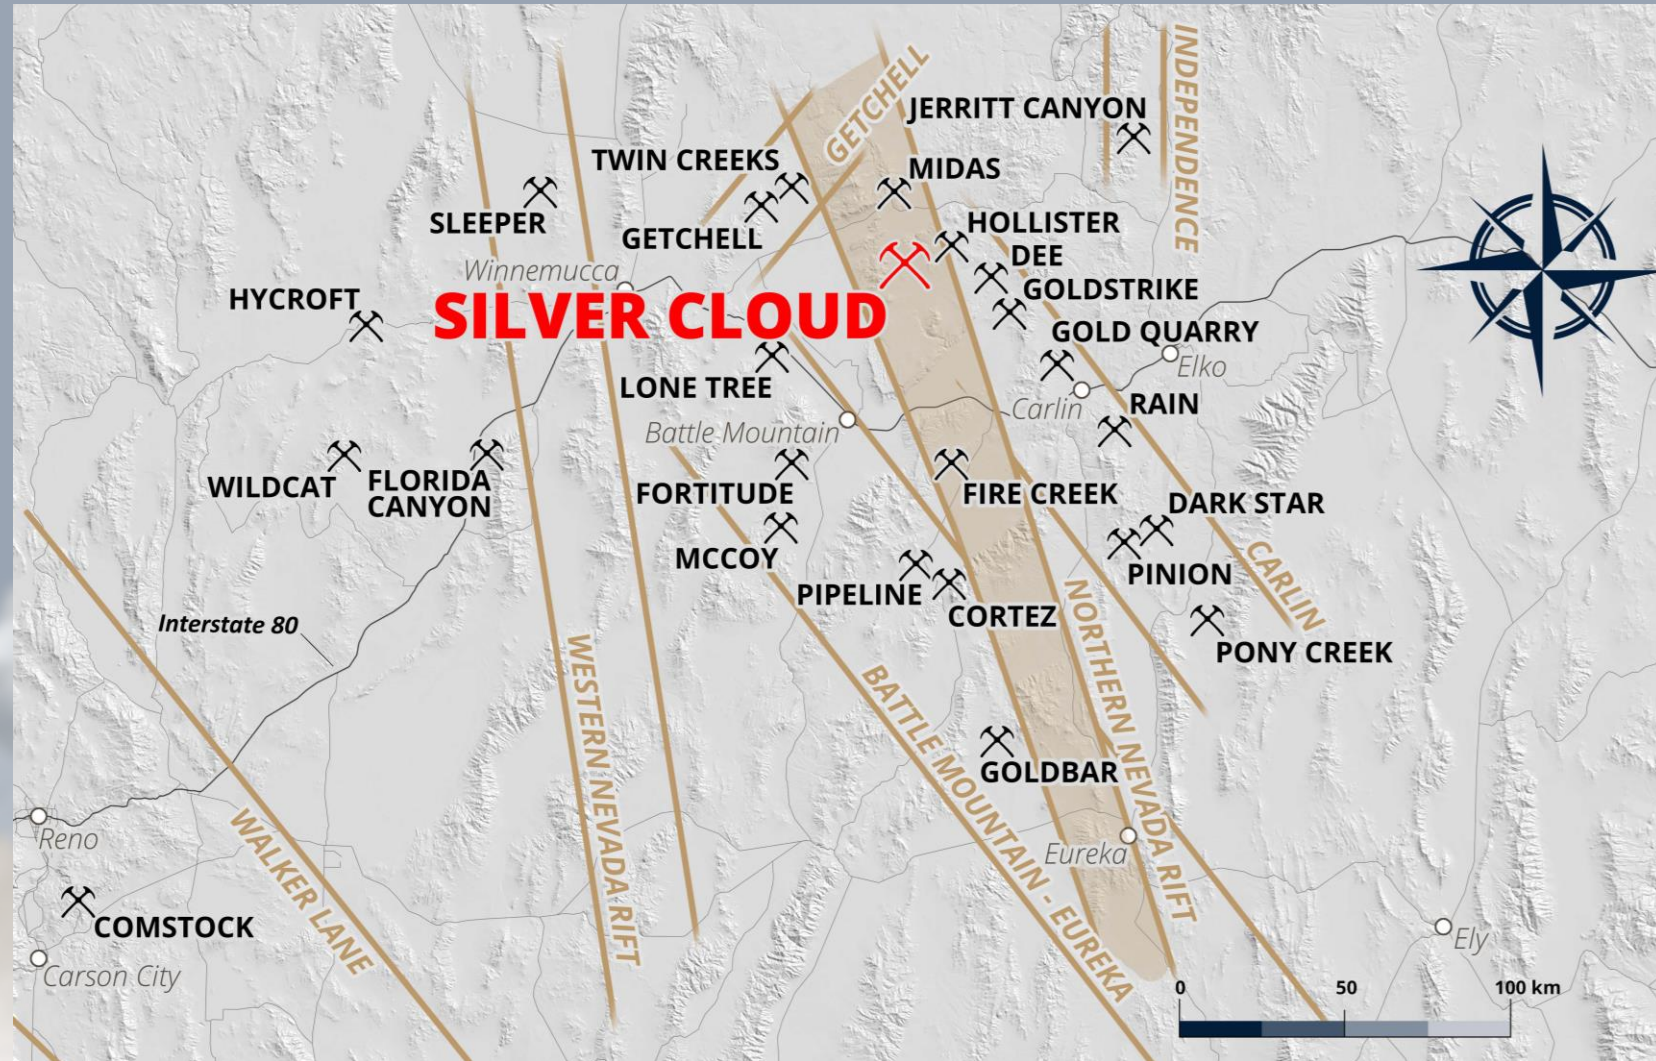 GETCHELL
INDEPENDENCE
JERRITT CANYON
TWIN CREEKS
MIDAS
SLEEPER
GETCHELL
HOLLISTER
DEE
Winnemucca
GOLDSTRIKE
HYCROFT
SILVER CLOUD
GOLD QUARRY
Elko
LONE TREE
Carlin
RAIN
Battle Mountain
WILDCAT
FLORIDA
CANYON
FORTITUDE
FIRE CREEK
DARK STAR
MCCOY
PINION
CARLIN
PIPELINE
CORTEZ
Interstate 80
PONY CREEK
WESTERN NEVADA RIFT
BATTLE MOUNTAIN - EUREKA
NORTHERN NEVADA RIFT
GOLDBAR
Reno
WALKER LANE
Eureka
COMSTOCK
Ely
Carson City
0 50 100 km